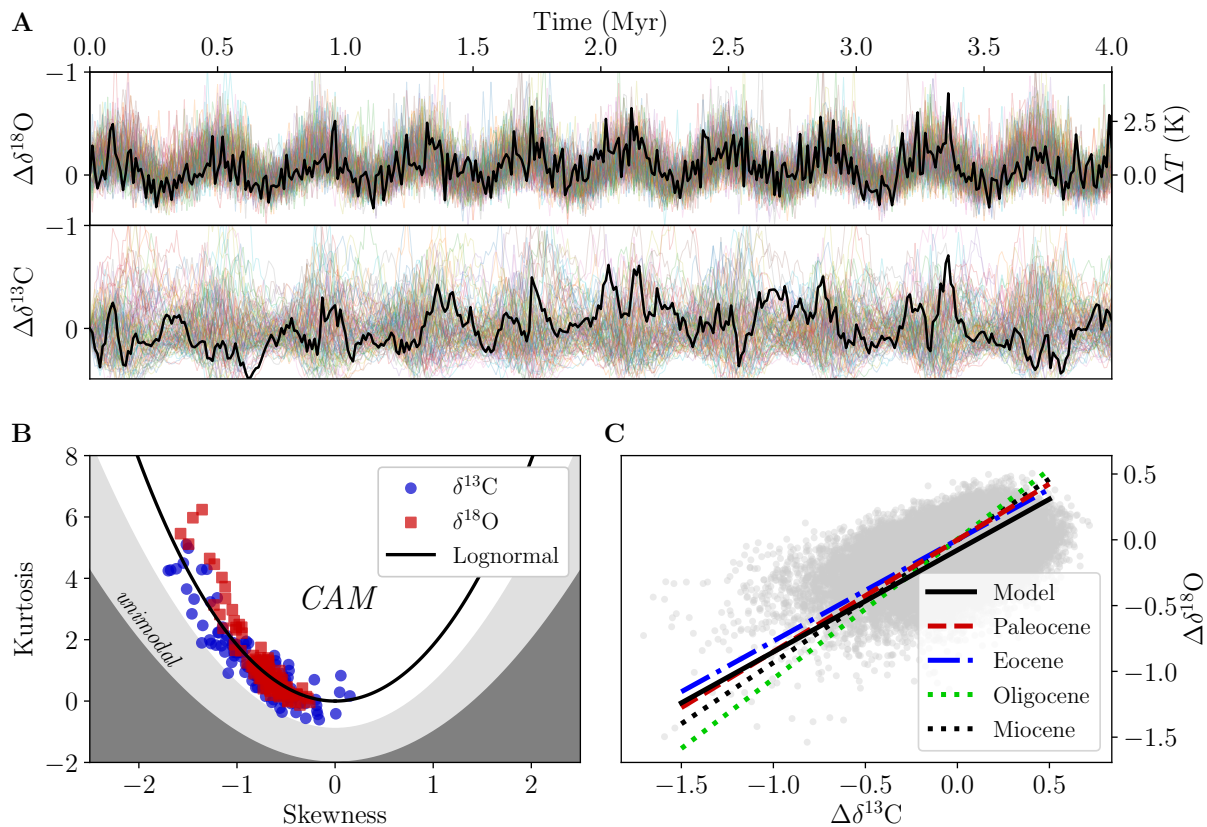 A
Time (Myr)
0.0 0.5 1.0 1.5 2.0 2.5 3.0 3.5 4.0
−1
Δδ¹⁸O
0
2.5
0.0
ΔT (K)
−1
Δδ¹³C
0
B
8
6
4
2
0
−2
Kurtosis
δ¹³C
δ¹⁸O
Lognormal
CAM
unimodal
−2 −1 0 1 2
Skewness
C
0.5
0.0
−0.5
−1.0
−1.5
Δδ¹⁸O
Model
Paleocene
Eocene
Oligocene
Miocene
−1.5 −1.0 −0.5 0.0 0.5
Δδ¹³C